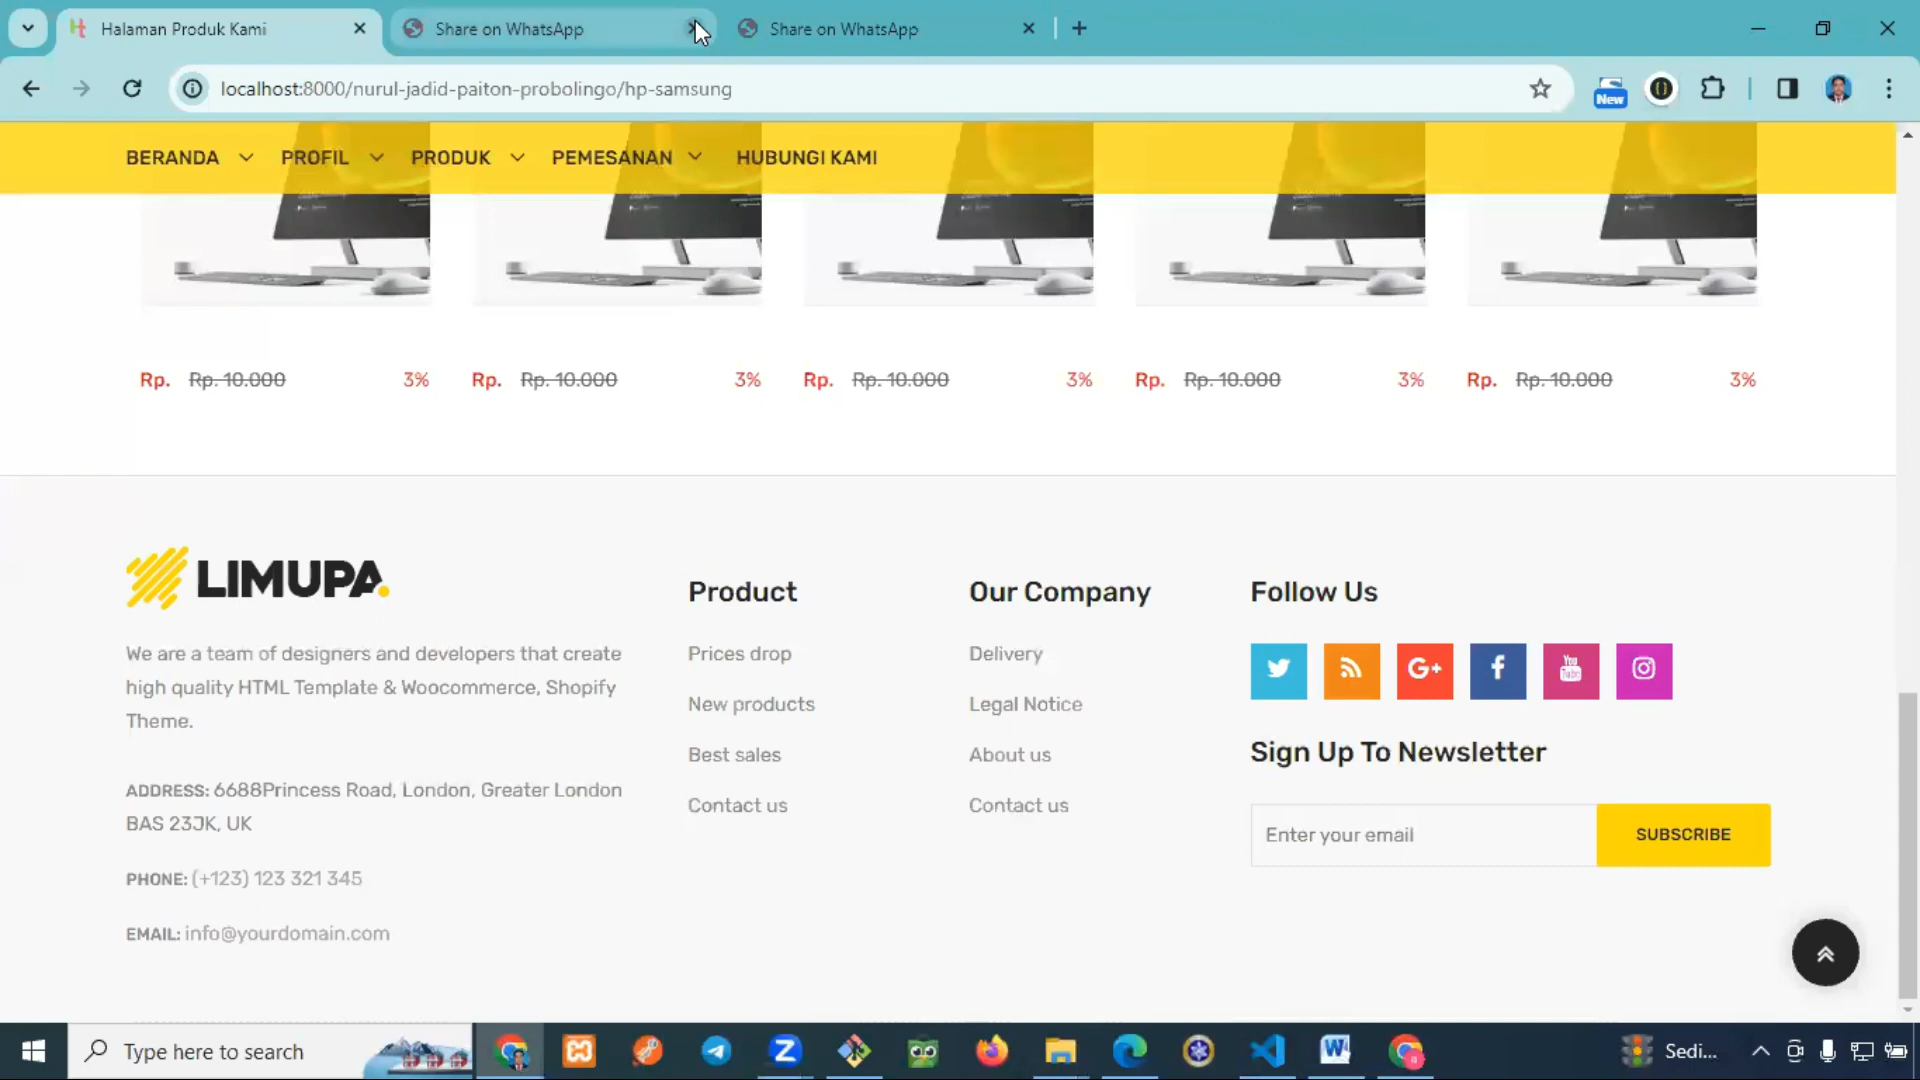 Halaman Produk Kami
Share on WhatsApp
Share on WhatsApp
localhost:8000/nurul-jadid-paiton-probolingo/hp-samsung
New
BERANDA PROFIL PRODUK PEMESANAN HUBUNGI KAMI
Rp. Rp. 10.000 3% Rp. Rp. 10.000 3% Rp. Rp. 10.000 3% Rp. Rp. 10.000 3% Rp. Rp. 10.000 3%
LIMUPA.
We are a team of designers and developers that create
high quality HTML Template & Woocommerce, Shopify
Theme.
ADDRESS: 6688Princess Road, London, Greater London
BAS 23JK, UK
PHONE: (+123) 123 321 345
EMAIL: info@yourdomain.com
Product
Prices drop
New products
Best sales
Contact us
Our Company
Delivery
Legal Notice
About us
Contact us
Follow Us
G+ f You Tube
Sign Up To Newsletter
Enter your email
SUBSCRIBE
Type here to search
Sedi...